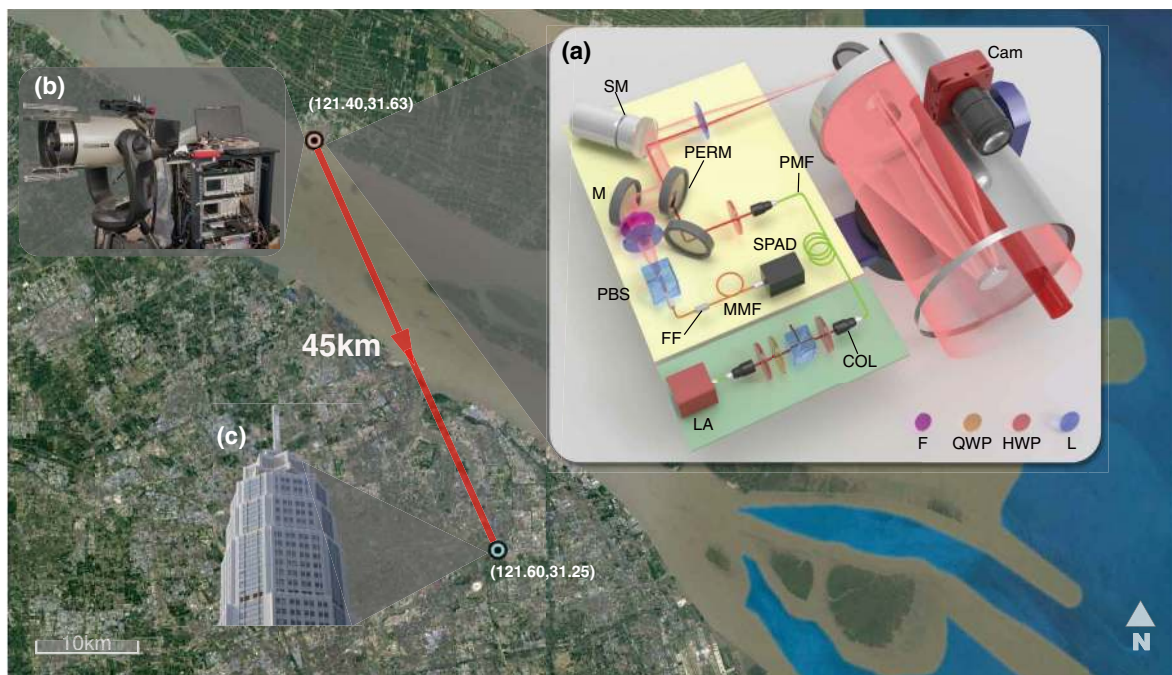 (a)
Cam
SM
PERM
PMF
M
SPAD
PBS
MMF
FF
COL
LA
F QWP HWP L
(b)
(121.40,31.63)
45km
(c)
(121.60,31.25)
10km
N